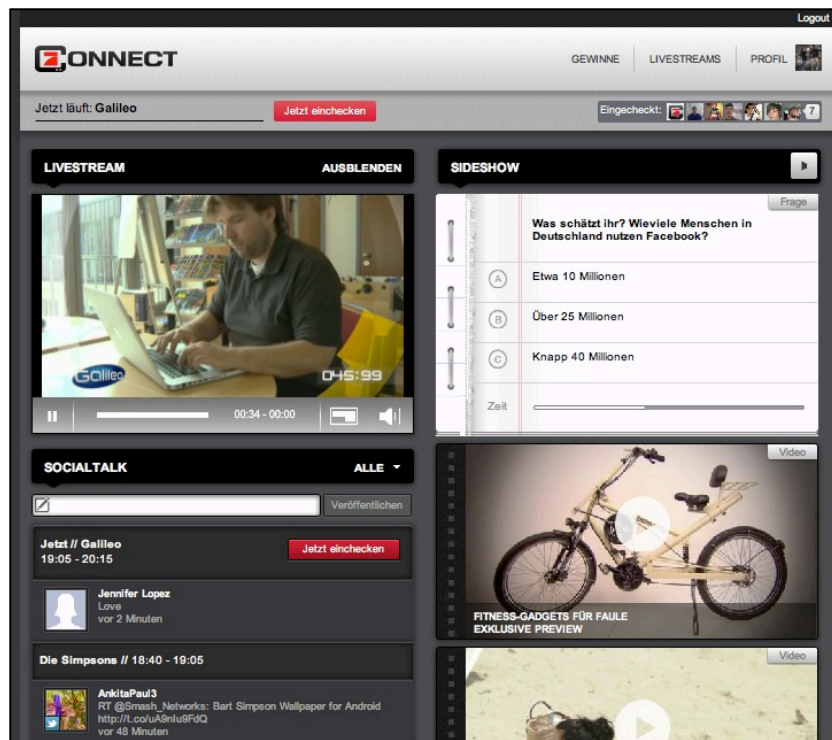 Logout
CONNECT
GEWINNE
LIVESTREAMS
PROFIL
Jetzt läuft: Galileo
Jetzt einchecken
Eingecheckt:
7
LIVESTREAM
AUSBLENDEN
Galileo
045:99
00:34 - 00:00
SOCIALTALK
ALLE
Veröffentlichen
Jetzt // Galileo
19:05 - 20:15
Jetzt einchecken
Jennifer Lopez
Love
vor 2 Minuten
Die Simpsons // 18:40 - 19:05
AnkitaPaul3
RT @Smash_Networks: Bart Simpson Wallpaper for Android
http://t.co/uA9nIu9FdQ
vor 48 Minuten
SIDESHOW
Frage
Was schätzt ihr? Wieviele Menschen in
Deutschland nutzen Facebook?
A Etwa 10 Millionen
B Über 25 Millionen
C Knapp 40 Millionen
Zeit
Video
FITNESS-GADGETS FÜR FAULE
EXKLUSIVE PREVIEW
Video